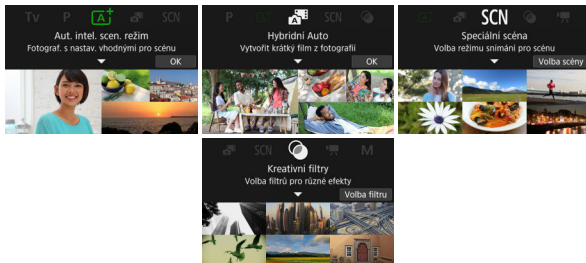 Tv P A+ SCN
Aut. intel. scen. režim
Fotograf. s nastav. vhodnými pro scénu
OK
P A+ SCN
Hybridní Auto
Vytvořit krátký film z fotografií
OK
A+ SCN
Speciální scéna
Volba režimu snímání pro scénu
Volba scény
SCN M
Kreativní filtry
Volba filtrů pro různé efekty
Volba filtru